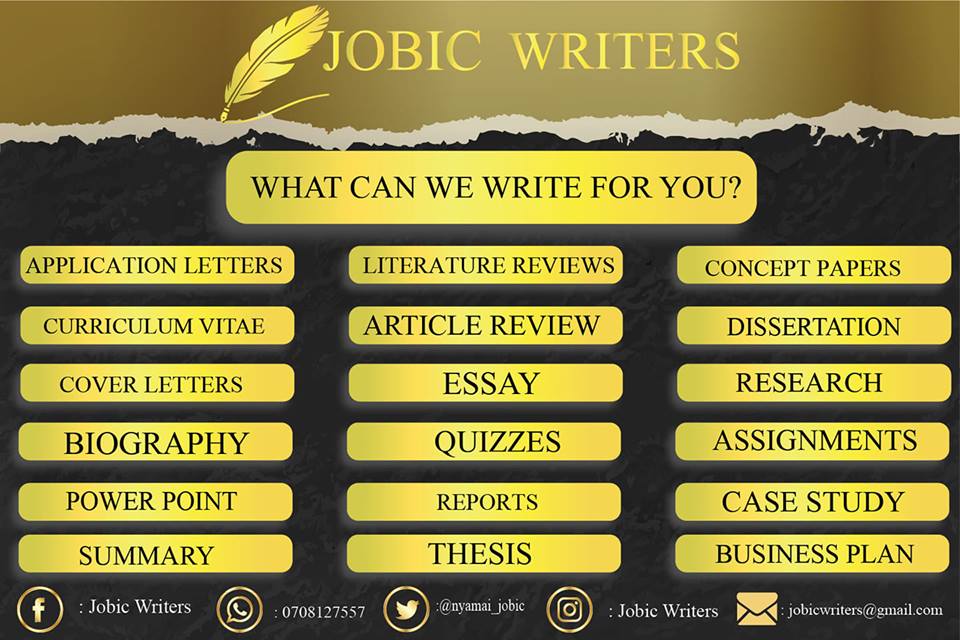 JOBIC WRITERS
WHAT CAN WE WRITE FOR YOU?
APPLICATION LETTERS
LITERATURE REVIEWS
CONCEPT PAPERS
CURRICULUM VITAE
ARTICLE REVIEW
DISSERTATION
COVER LETTERS
ESSAY
RESEARCH
BIOGRAPHY
QUIZZES
ASSIGNMENTS
POWER POINT
REPORTS
CASE STUDY
SUMMARY
THESIS
BUSINESS PLAN
: Jobic Writers
: 0708127557
:@nyamai_jobic
: Jobic Writers
: jobicwriters@gmail.com